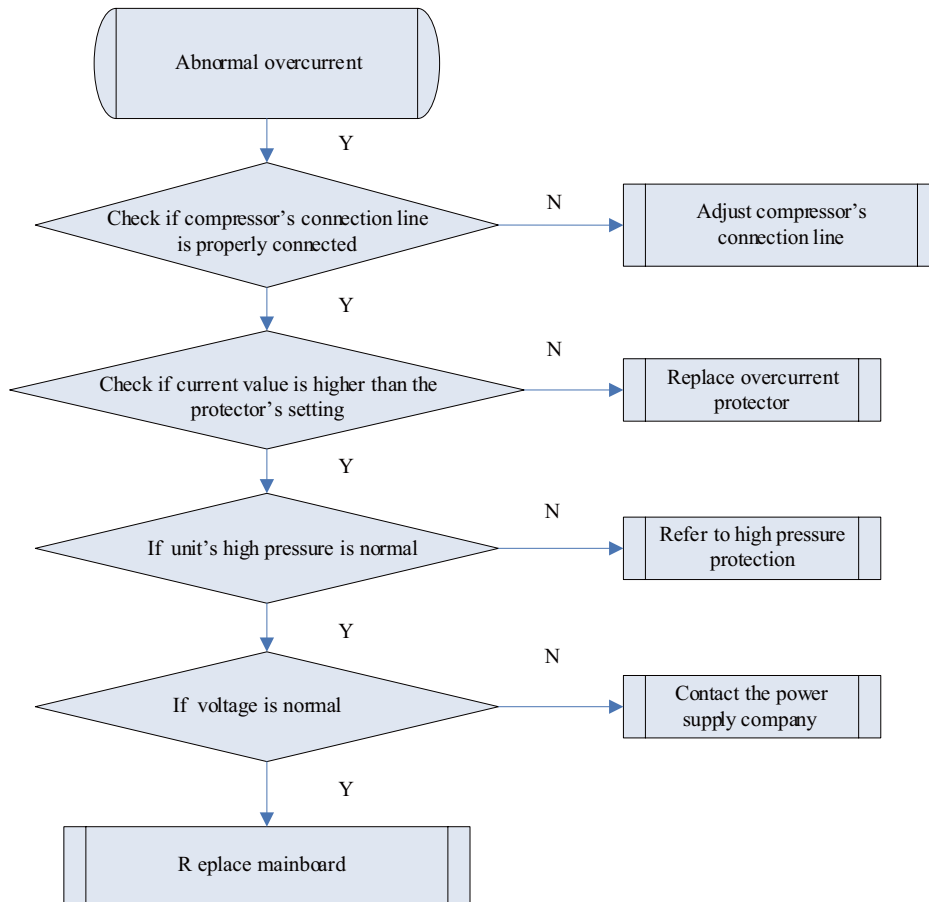 Abnormal overcurrent
Y
Check if compressor's connection line
is properly connected
N
Adjust compressor's
connection line
Y
Check if current value is higher than the
protector's setting
N
Replace overcurrent
protector
Y
If unit's high pressure is normal
N
Refer to high pressure
protection
Y
If voltage is normal
N
Contact the power
supply company
Y
R eplace mainboard